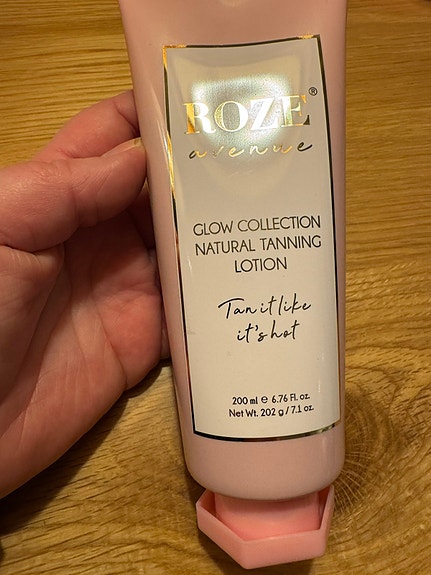 ROZE®
avenue
GLOW COLLECTION
NATURAL TANNING
LOTION
Tan it like
it's hot
200 ml ℮ 6.76 Fl. oz.
Net Wt. 202 g / 7.1 oz.